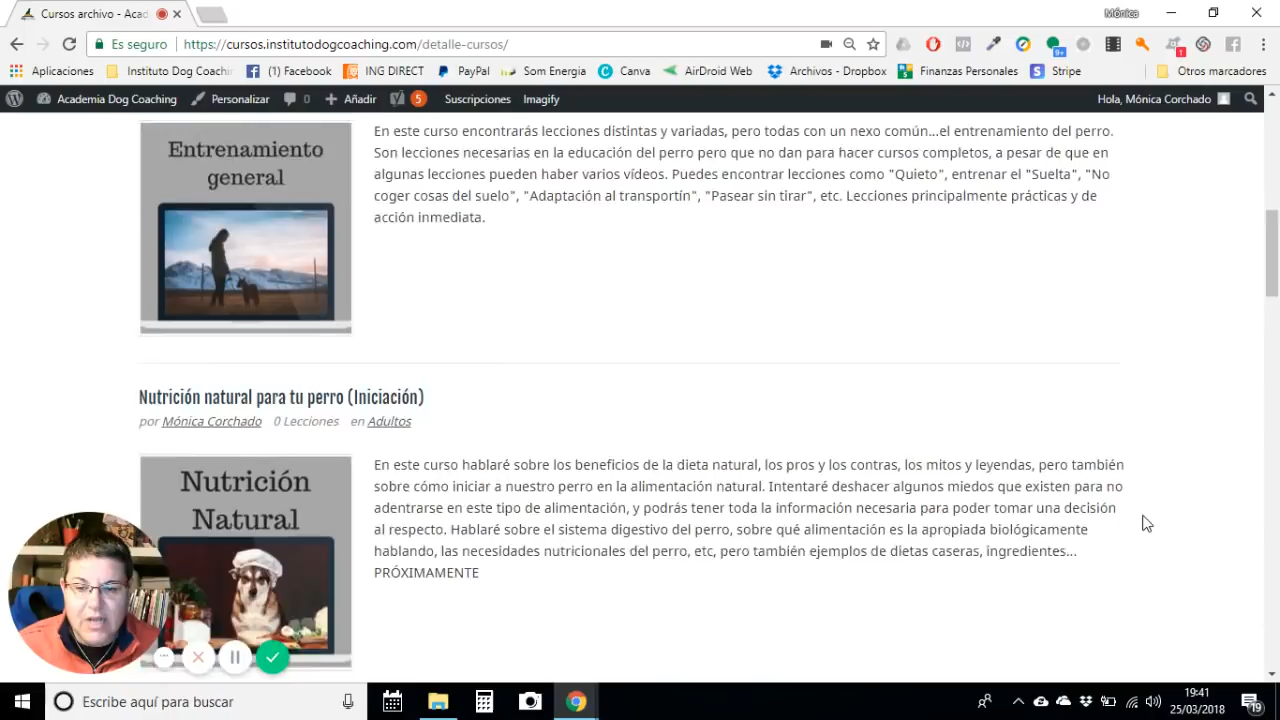 Cursos archivo - Acad
Mónica
Es seguro
https://cursos.institutodogcoaching.com/detalle-cursos/
9+
1
Aplicaciones
Instituto Dog Coachin
(1) Facebook
ING DIRECT
PayPal
Som Energia
Canva
AirDroid Web
Archivos - Dropbox
Finanzas Personales
Stripe
Otros marcadores
Academia Dog Coaching
Personalizar
0
Añadir
5
Suscripciones
Imagify
Hola, Mónica Corchado
Entrenamiento
general
En este curso encontrarás lecciones distintas y variadas, pero todas con un nexo común...el entrenamiento del perro.
Son lecciones necesarias en la educación del perro pero que no dan para hacer cursos completos, a pesar de que en
algunas lecciones pueden haber varios vídeos. Puedes encontrar lecciones como "Quieto", entrenar el "Suelta", "No
coger cosas del suelo", "Adaptación al transportín", "Pasear sin tirar", etc. Lecciones principalmente prácticas y de
acción inmediata.
Nutrición natural para tu perro (Iniciación)
por Mónica Corchado 0 Lecciones en Adultos
Nutrición
Natural
En este curso hablaré sobre los beneficios de la dieta natural, los pros y los contras, los mitos y leyendas, pero también
sobre cómo iniciar a nuestro perro en la alimentación natural. Intentaré deshacer algunos miedos que existen para no
adentrarse en este tipo de alimentación, y podrás tener toda la información necesaria para poder tomar una decisión
al respecto. Hablaré sobre el sistema digestivo del perro, sobre qué alimentación es la apropiada biológicamente
hablando, las necesidades nutricionales del perro, etc, pero también ejemplos de dietas caseras, ingredientes...
PRÓXIMAMENTE
Escribe aquí para buscar
19:41
25/03/2018
19